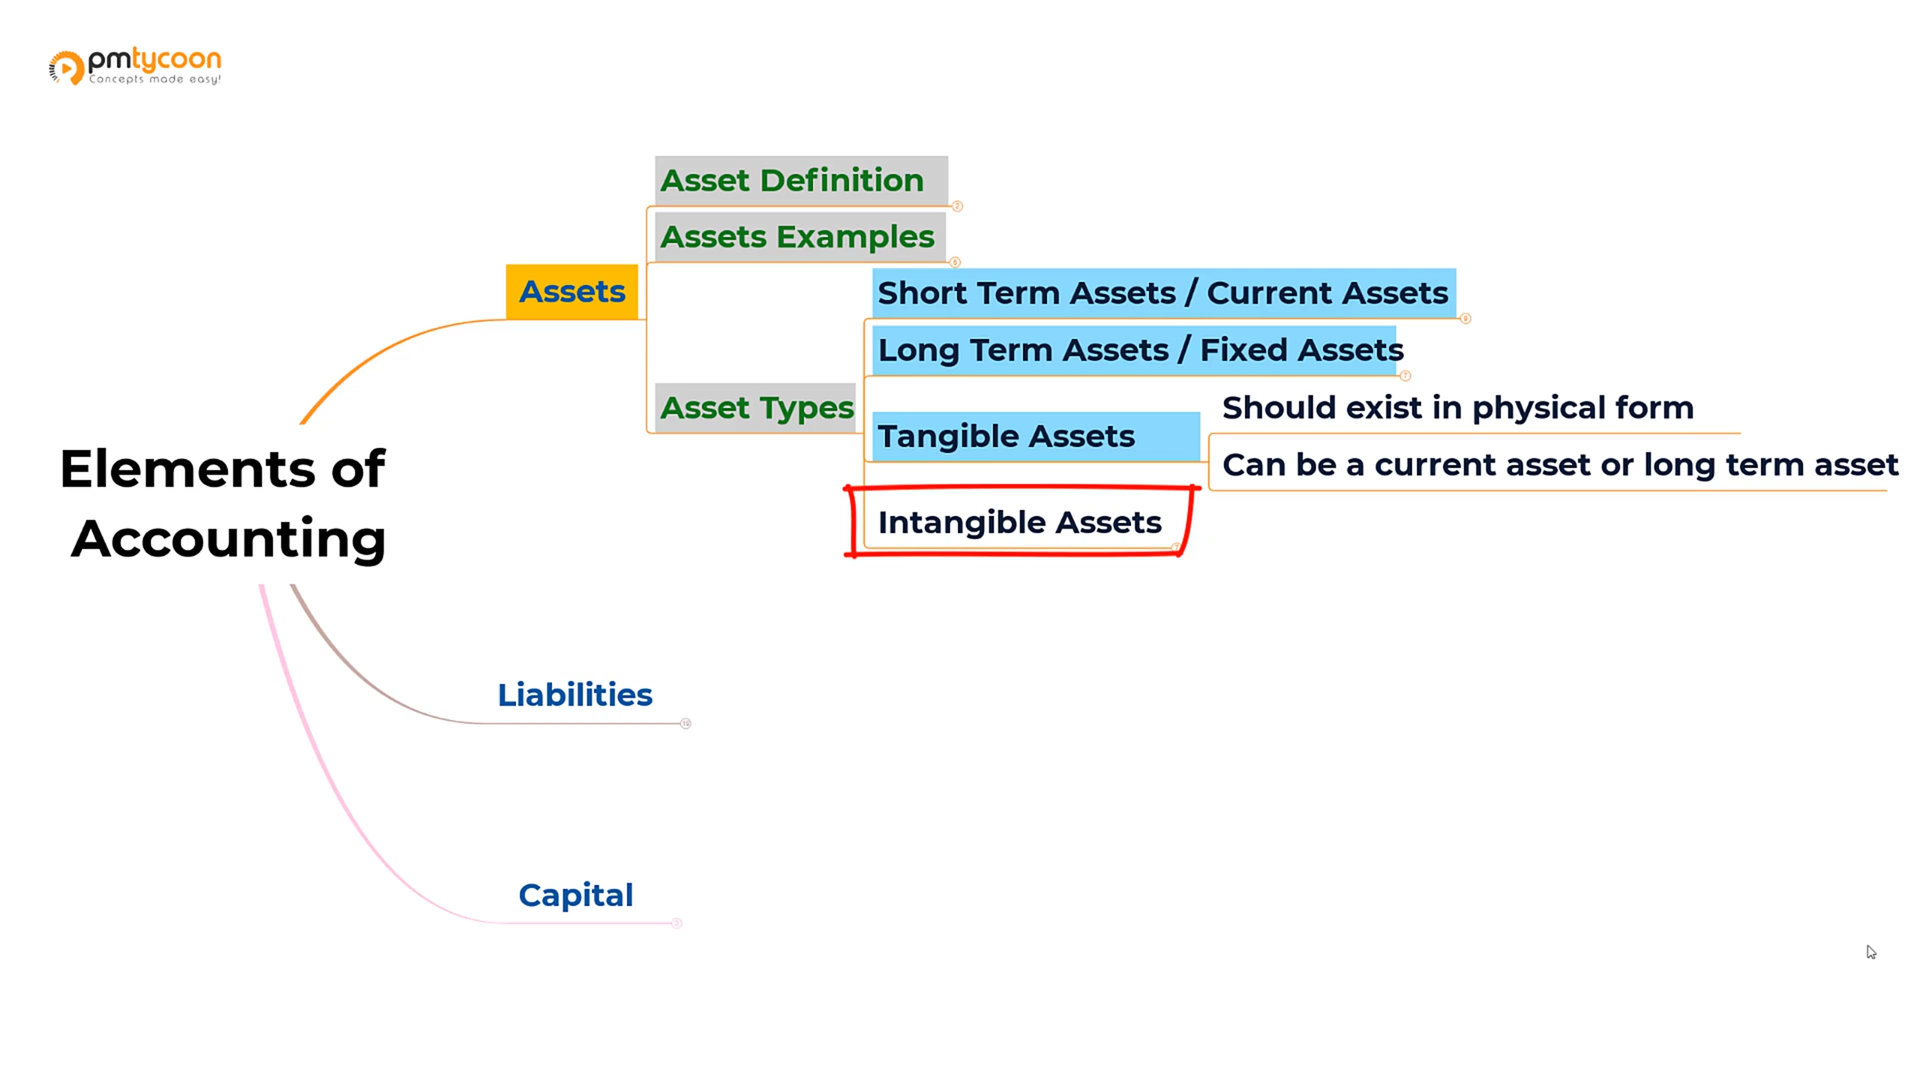 pmtycoon
Concepts made easy!
Asset Definition
2
Assets Examples
Assets
Short Term Assets / Current Assets
Long Term Assets / Fixed Assets
Asset Types
Should exist in physical form
Tangible Assets
Can be a current asset or long term asset
Intangible Assets
Elements of
Accounting
Liabilities
Capital